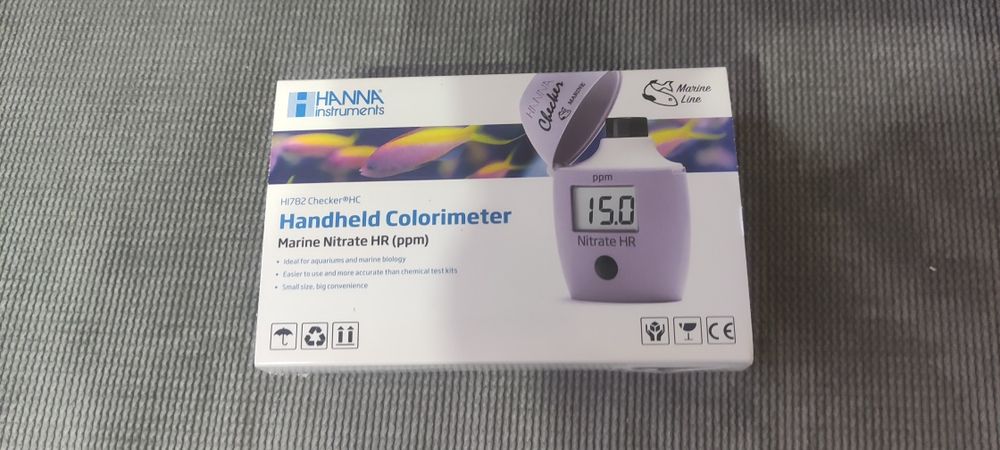 HANNA
instruments
HANNA
Checker
MARINE
Marine
Line
HI782 Checker®HC
Handheld Colorimeter
Marine Nitrate HR (ppm)
• Ideal for aquariums and marine biology
• Easier to use and more accurate than chemical test kits
• Small size, big convenience
ppm
15.0
Nitrate HR
CE